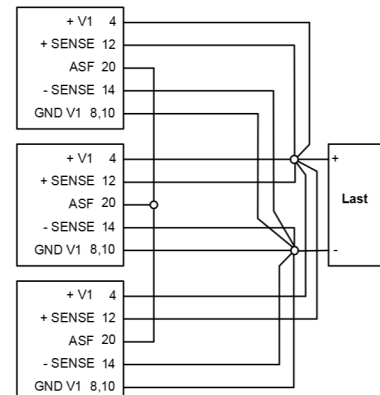 + V1 4
+ SENSE 12
ASF 20
- SENSE 14
GND V1 8,10
+ V1 4
+ SENSE 12
ASF 20
- SENSE 14
GND V1 8,10
+ V1 4
+ SENSE 12
ASF 20
- SENSE 14
GND V1 8,10
+
Last
-